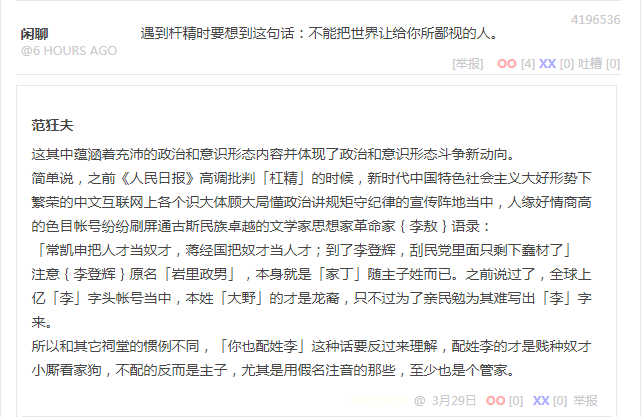 4196536
闲聊 遇到杆精时要想到这句话：不能把世界让给你所鄙视的人。
@6 HOURS AGO
[举报] OO [4] XX [0] 吐槽 [0]
范狂夫
这其中蕴涵着充沛的政治和意识形态内容并体现了政治和意识形态斗争新动向。
简单说，之前《人民日报》高调批判「杠精」的时候，新时代中国特色社会主义大好形势下
繁荣的中文互联网上各个识大体顾大局懂政治讲规矩守纪律的宣传阵地当中，人缘好情商高
的色目帐号纷纷刷屏通古斯民族卓越的文学家思想家革命家｛李敖｝语录：
「常凯申把人才当奴才，蒋经国把奴才当人才；到了李登辉，刮民党里面只剩下蠢材了」
注意｛李登辉｝原名「岩里政男」，本身就是「家丁」随主子姓而已。之前说过了，全球上
亿「李」字头帐号当中，本姓「大野」的才是龙裔，只不过为了亲民勉为其难写出「李」字
来。
所以和其它祠堂的惯例不同，「你也配姓李」这种话要反过来理解，配姓李的才是贱种奴才
小厮看家狗，不配的反而是主子，尤其是用假名注音的那些，至少也是个管家。
@ 3月29日 OO [0] XX [0] 举报